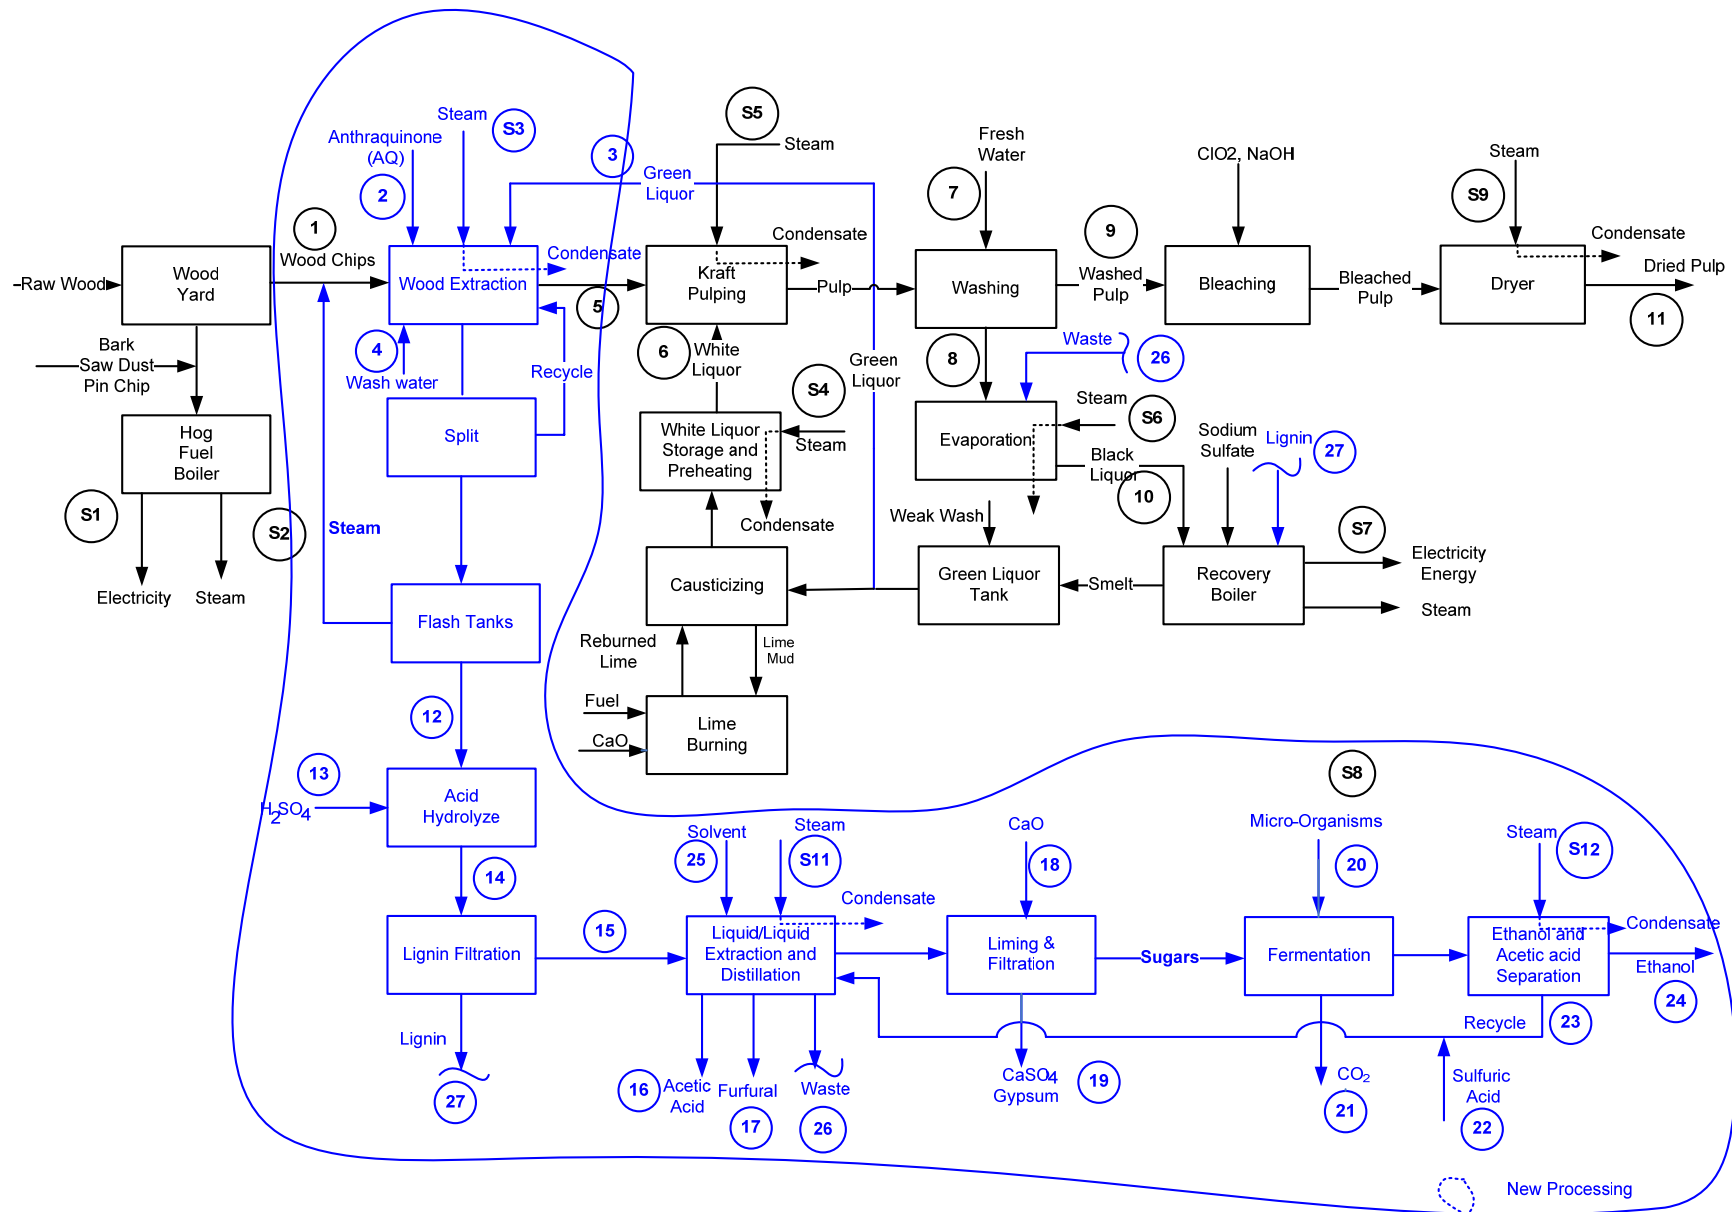 Steam
S3
Anthraquinone
(AQ)
2
3
Green
Liquor
S5
Steam
Fresh
Water
7
ClO2, NaOH
Steam
S9
1
Wood Chips
Raw Wood
Wood
Yard
Wood Extraction
Condensate
5
Kraft
Pulping
Condensate
Pulp
Washing
9
Washed
Pulp
Bleaching
Bleached
Pulp
Dryer
Condensate
Dried Pulp
11
Bark
Saw Dust
Pin Chip
4
Wash water
Recycle
6
White
Liquor
Green
Liquor
8
Waste
26
Hog
Fuel
Boiler
Split
White Liquor
Storage and
Preheating
S4
Steam
Condensate
Evaporation
Steam
S6
Black
Liquor
10
Sodium
Sulfate
Lignin
27
S1
S2
Electricity
Steam
Steam
Flash Tanks
Causticizing
Weak Wash
Green Liquor
Tank
Smelt
Recovery
Boiler
S7
Electricity
Energy
Steam
Reburned
Lime
Lime
Mud
Fuel
CaO
Lime
Burning
12
13
H2SO4
Acid
Hydrolyze
14
Lignin Filtration
15
Lignin
27
Solvent
25
Steam
S11
Condensate
Liquid/Liquid
Extraction and
Distillation
16
Acetic
Acid
Furfural
17
Waste
26
CaO
18
Liming &
Filtration
CaSO4
Gypsum
19
Sugars
S8
Micro-Organisms
20
Fermentation
CO2
21
Steam
S12
Ethanol and
Acetic acid
Separation
Condensate
Ethanol
24
Recycle
23
Sulfuric
Acid
22
New Processing